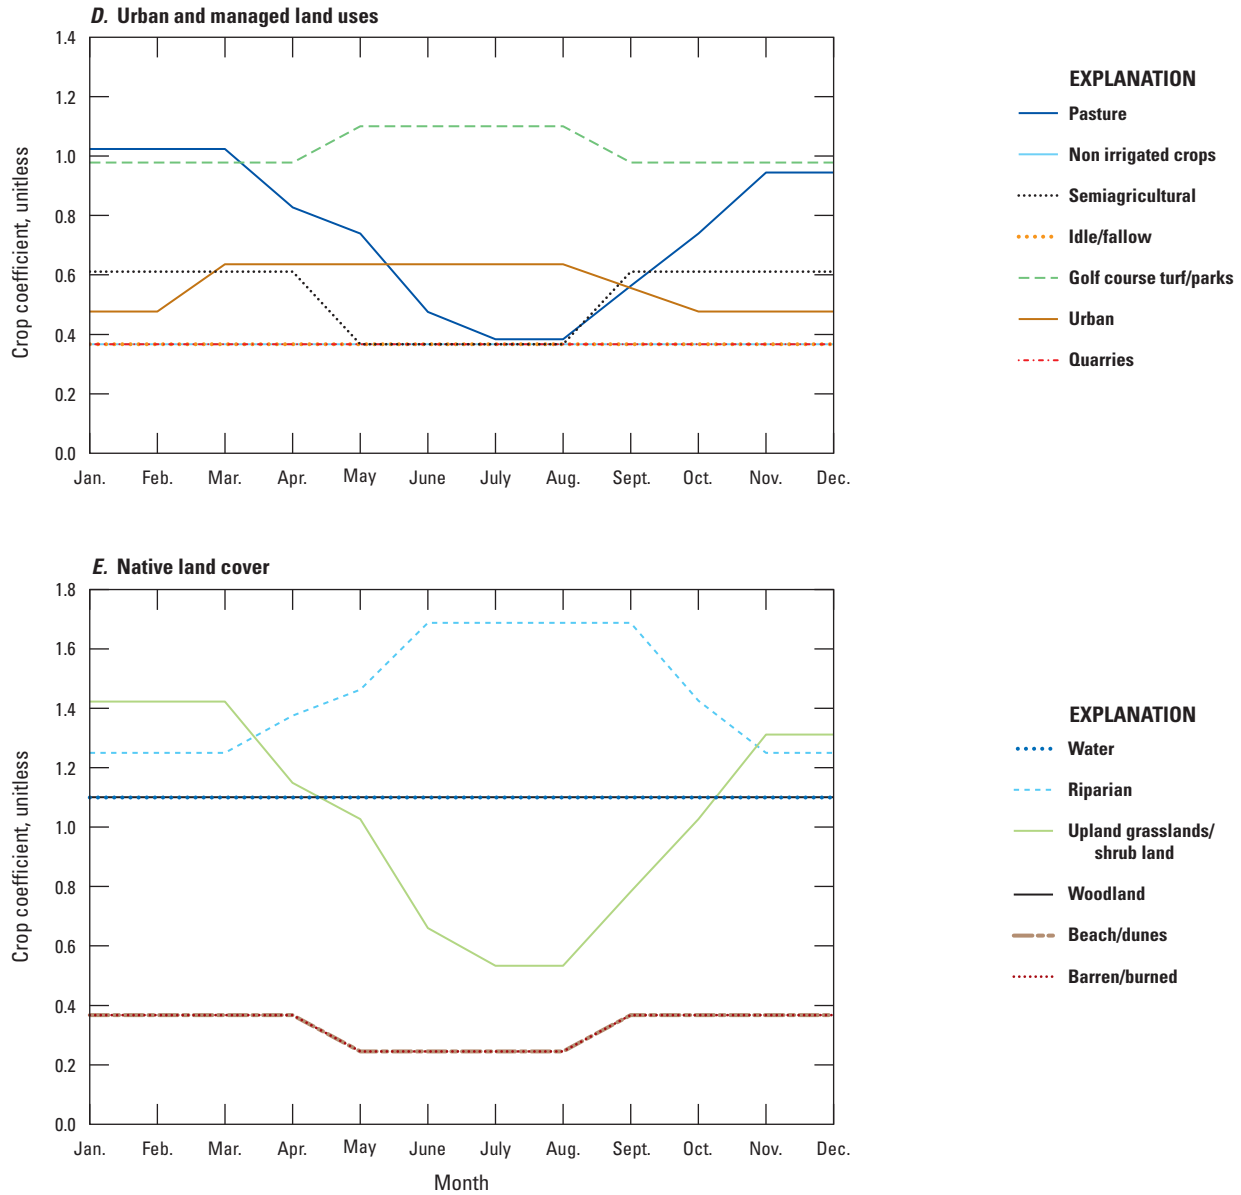 D. Urban and managed land uses
1.4
1.2
1.0
0.8
0.6
0.4
0.2
0.0
Crop coefficient, unitless
Jan. Feb. Mar. Apr. May June July Aug. Sept. Oct. Nov. Dec.
EXPLANATION
Pasture
Non irrigated crops
Semiagricultural
Idle/fallow
Golf course turf/parks
Urban
Quarries
E. Native land cover
1.8
1.6
1.4
1.2
1.0
0.8
0.6
0.4
0.2
0.0
Crop coefficient, unitless
Jan. Feb. Mar. Apr. May June July Aug. Sept. Oct. Nov. Dec.
Month
EXPLANATION
Water
Riparian
Upland grasslands/
shrub land
Woodland
Beach/dunes
Barren/burned